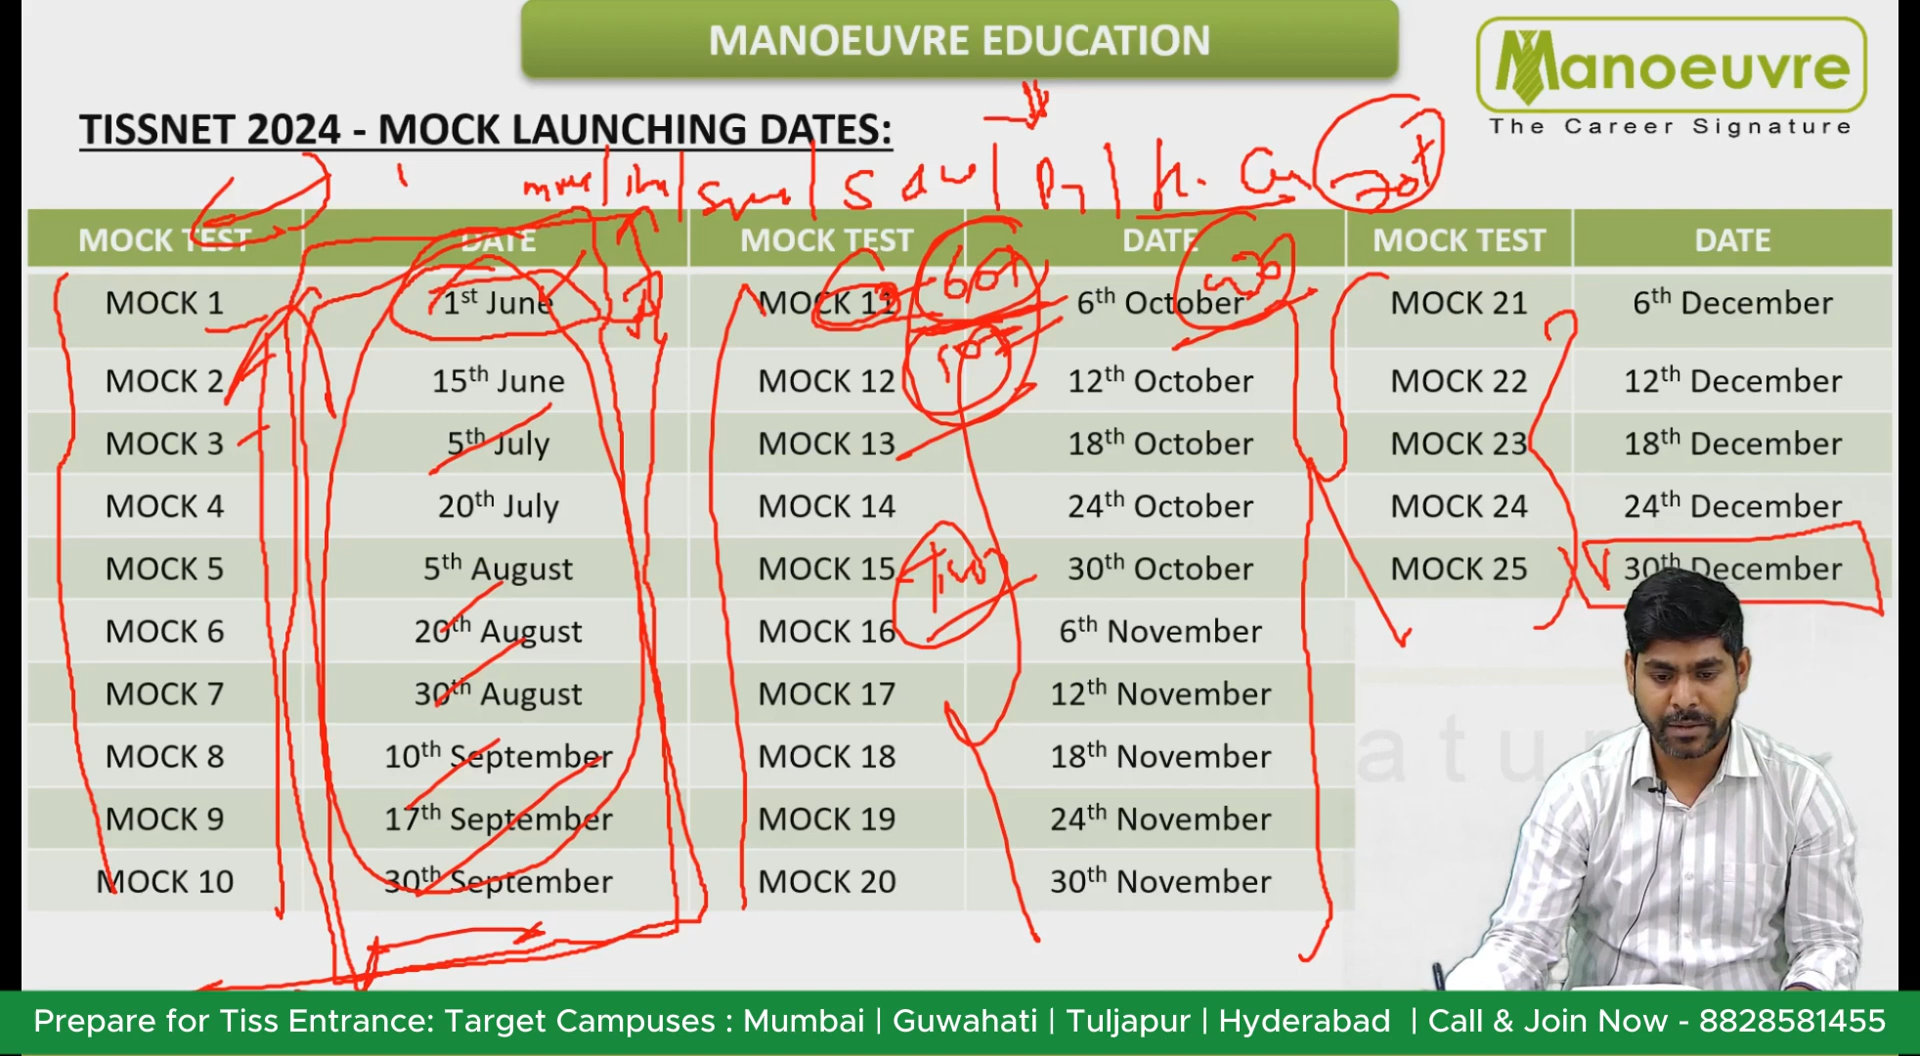 MANOEUVRE EDUCATION
Manoeuvre
The Career Signature
TISSNET 2024 - MOCK LAUNCHING DATES:
MOCK TEST DATE MOCK TEST DATE MOCK TEST DATE
MOCK 1 1st June MOCK 11 6th October MOCK 21 6th December
MOCK 2 15th June MOCK 12 12th October MOCK 22 12th December
MOCK 3 5th July MOCK 13 18th October MOCK 23 18th December
MOCK 4 20th July MOCK 14 24th October MOCK 24 24th December
MOCK 5 5th August MOCK 15 30th October MOCK 25 30th December
MOCK 6 20th August MOCK 16 6th November
MOCK 7 30th August MOCK 17 12th November
MOCK 8 10th September MOCK 18 18th November
MOCK 9 17th September MOCK 19 24th November
MOCK 10 30th September MOCK 20 30th November
Prepare for Tiss Entrance: Target Campuses : Mumbai | Guwahati | Tuljapur | Hyderabad | Call & Join Now - 8828581455